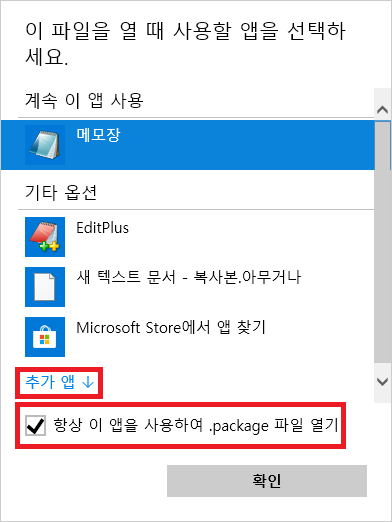 이 파일을 열 때 사용할 앱을 선택하
세요.
계속 이 앱 사용
메모장
기타 옵션
EditPlus
새 텍스트 문서 - 복사본.아무거나
Microsoft Store에서 앱 찾기
추가 앱 ↓
항상 이 앱을 사용하여 .package 파일 열기
확인